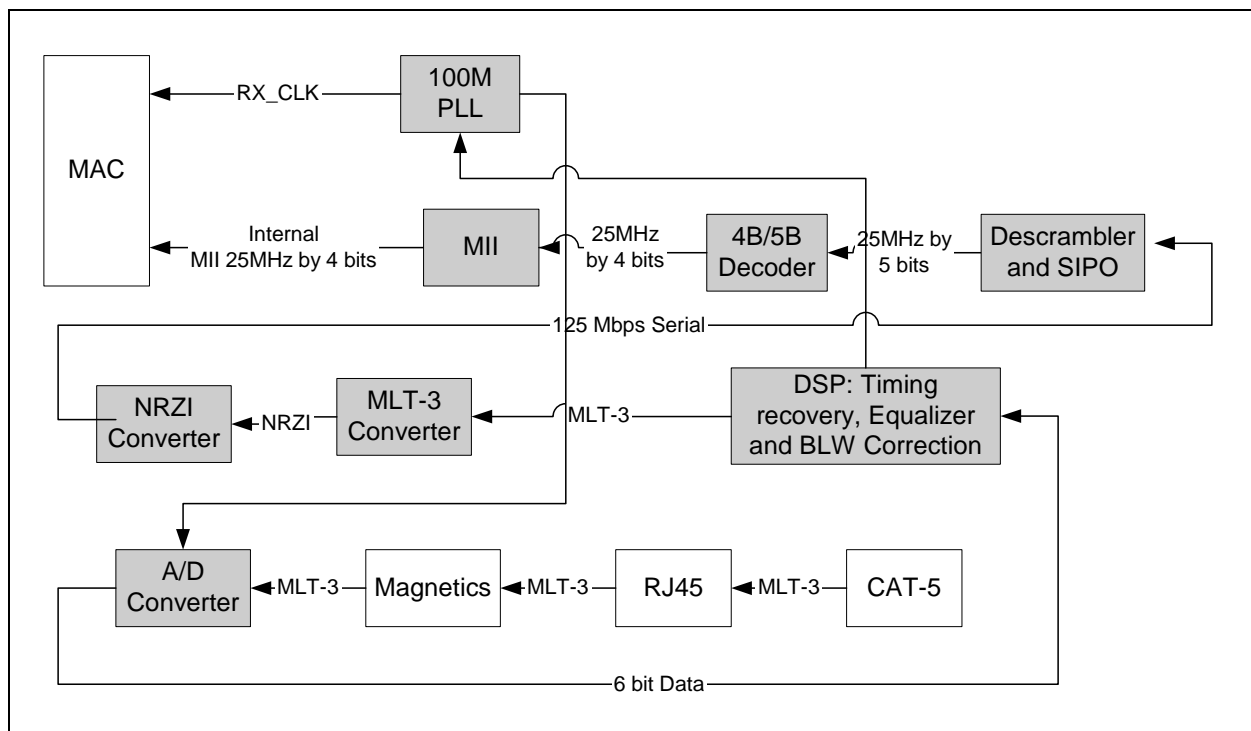 100M
PLL
RX_CLK
MAC
Internal
MII 25MHz by 4 bits
MII
25MHz
by 4 bits
4B/5B
Decoder
25MHz by
5 bits
Descrambler
and SIPO
125 Mbps Serial
NRZI
Converter
NRZI
MLT-3
Converter
MLT-3
DSP: Timing
recovery, Equalizer
and BLW Correction
A/D
Converter
MLT-3
Magnetics
MLT-3
RJ45
MLT-3
CAT-5
6 bit Data